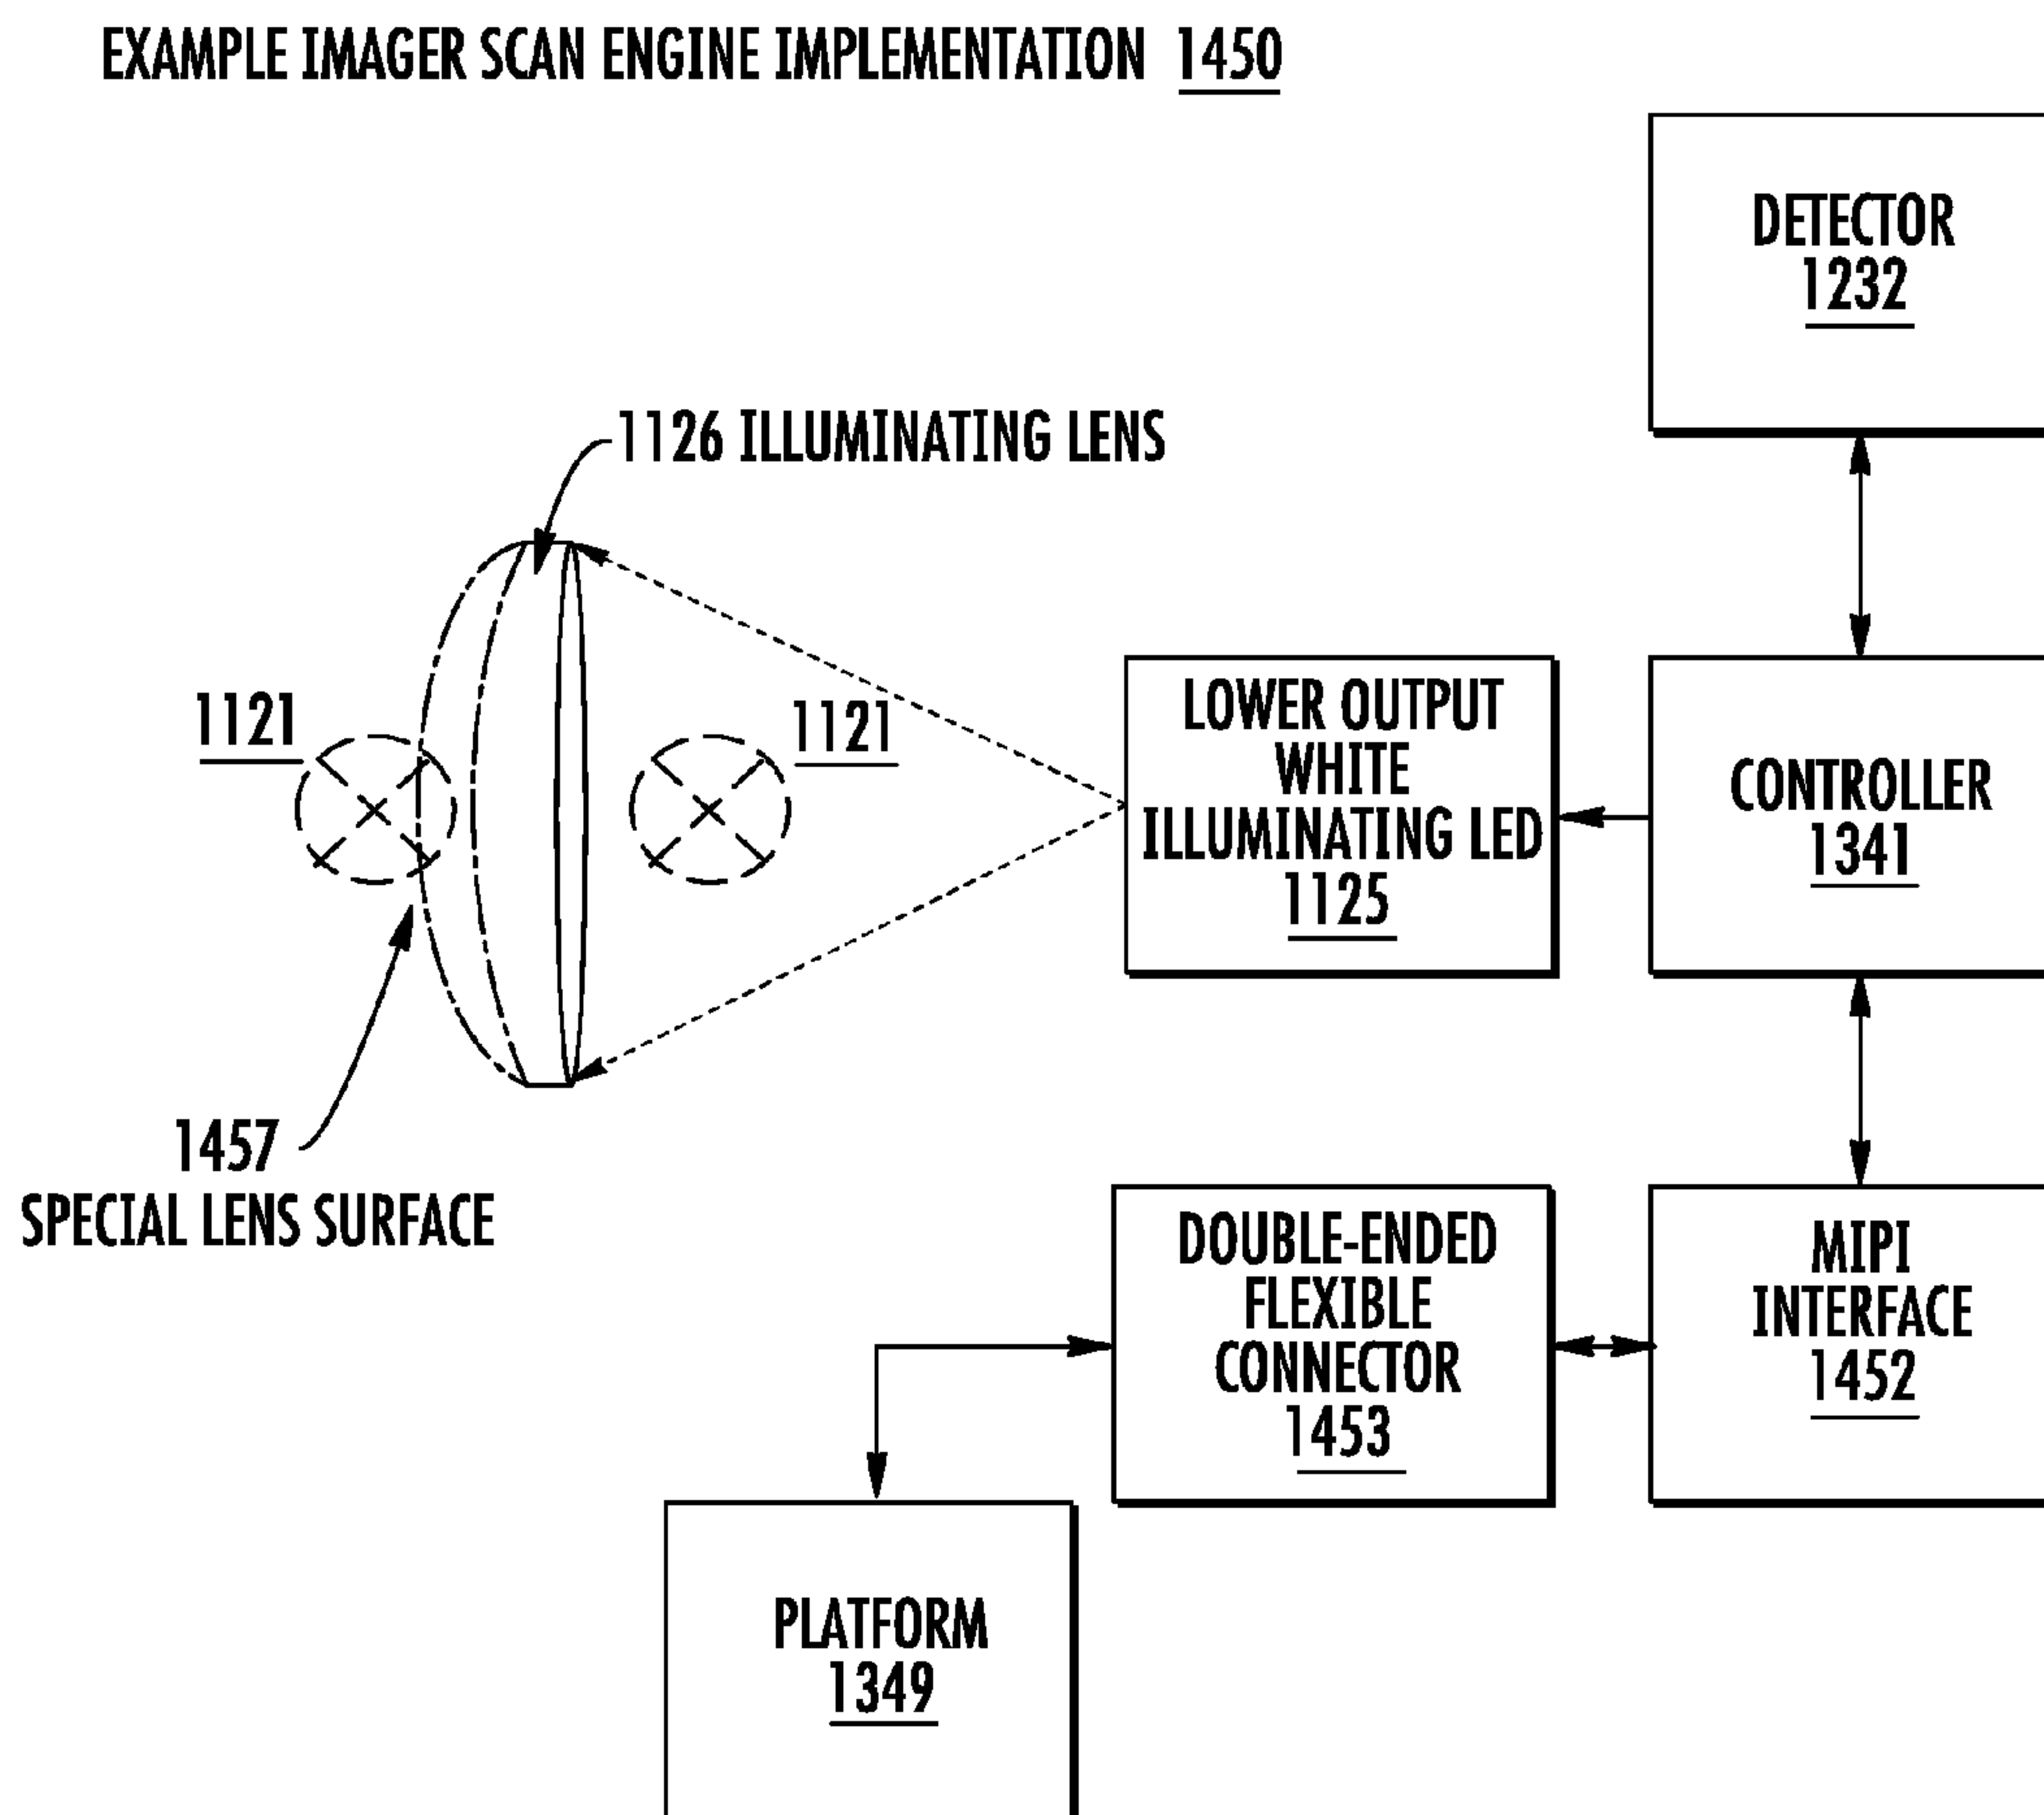 EXAMPLE IMAGER SCAN ENGINE IMPLEMENTATION 1450
DETECTOR
1232
1126 ILLUMINATING LENS
1121
1121
LOWER OUTPUT
WHITE
ILLUMINATING LED
1125
CONTROLLER
1341
1457
SPECIAL LENS SURFACE
DOUBLE-ENDED
FLEXIBLE
CONNECTOR
1453
MIPI
INTERFACE
1452
PLATFORM
1349